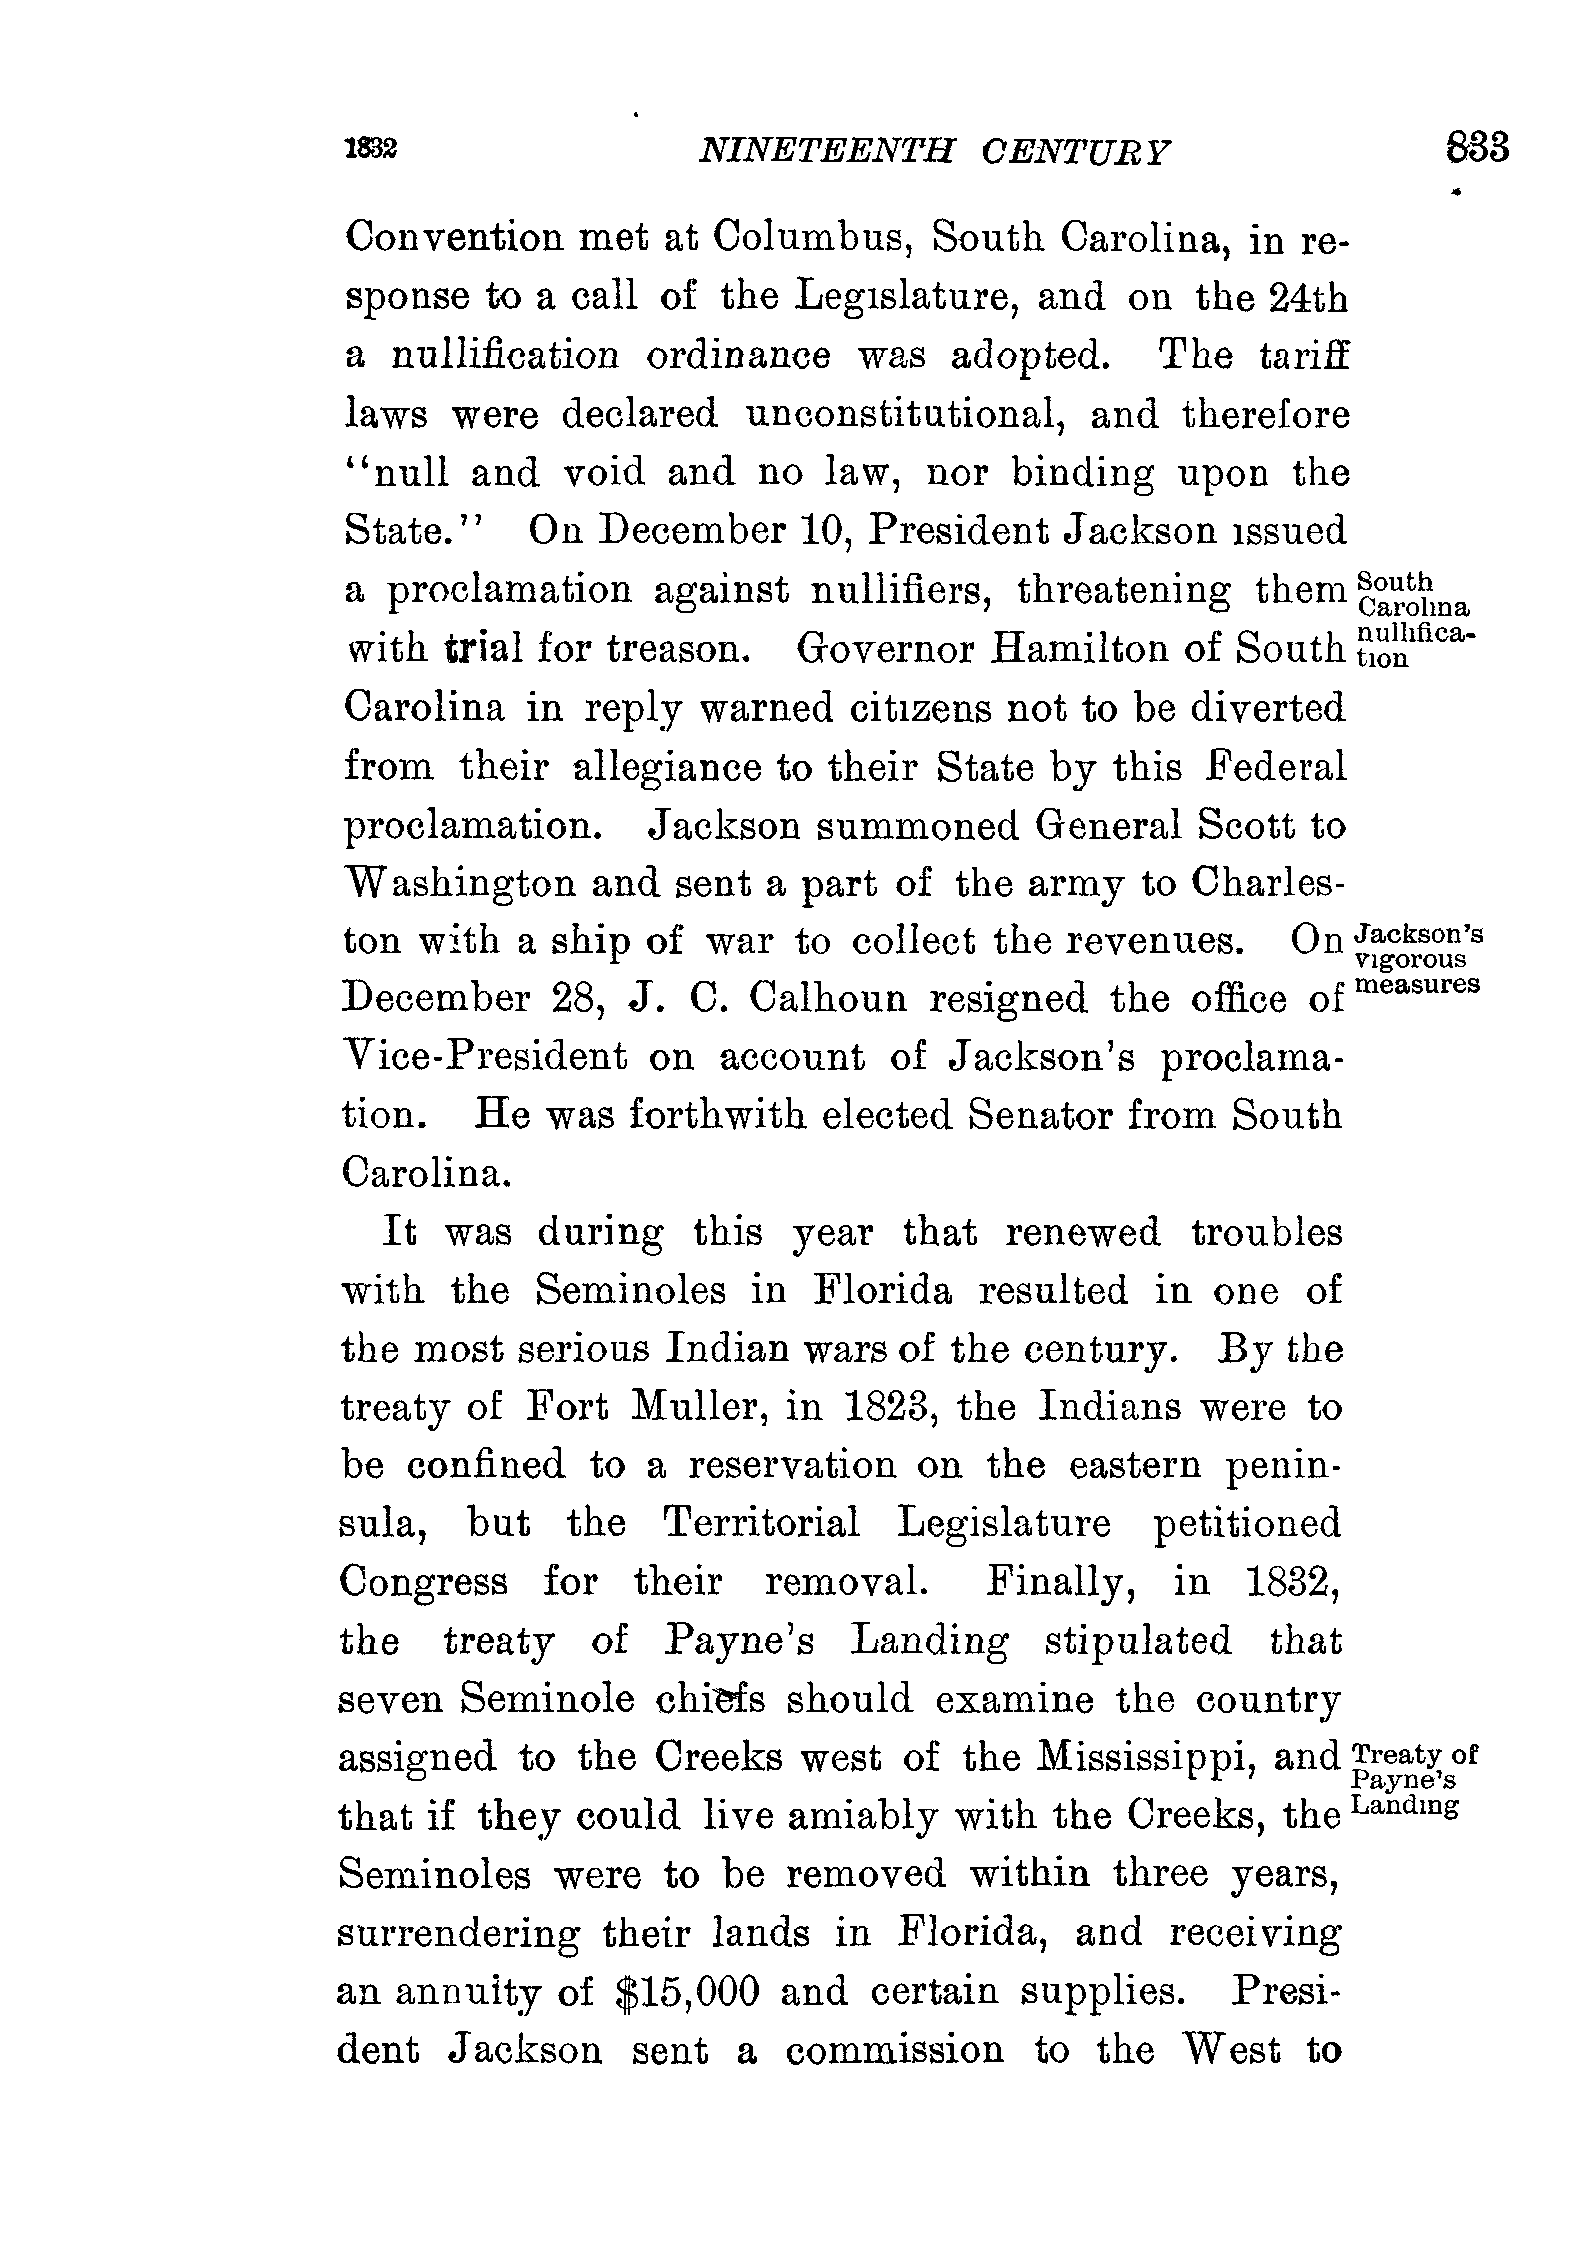 1832 NINETEENTH CENTURY 833
Convention met at Columbus, South Carolina, in re-
sponse to a call of the Legislature, and on the 24th
a nullification ordinance was adopted. The tariff
laws were declared unconstitutional, and therefore
"null and void and no law, nor binding upon the
State." On December 10, President Jackson issued
a proclamation against nullifiers, threatening them
South
Carolina
nullifica-
tion
with trial for treason. Governor Hamilton of South
Carolina in reply warned citizens not to be diverted
from their allegiance to their State by this Federal
proclamation. Jackson summoned General Scott to
Washington and sent a part of the army to Charles-
ton with a ship of war to collect the revenues. On
Jackson's
vigorous
measures
December 28, J. C. Calhoun resigned the office of
Vice-President on account of Jackson's proclama-
tion. He was forthwith elected Senator from South
Carolina.
It was during this year that renewed troubles
with the Seminoles in Florida resulted in one of
the most serious Indian wars of the century. By the
treaty of Fort Muller, in 1823, the Indians were to
be confined to a reservation on the eastern penin-
sula, but the Territorial Legislature petitioned
Congress for their removal. Finally, in 1832,
the treaty of Payne's Landing stipulated that
seven Seminole chiefs should examine the country
assigned to the Creeks west of the Mississippi, and
Treaty of
Payne's
Landing
that if they could live amiably with the Creeks, the
Seminoles were to be removed within three years,
surrendering their lands in Florida, and receiving
an annuity of $15,000 and certain supplies. Presi-
dent Jackson sent a commission to the West to